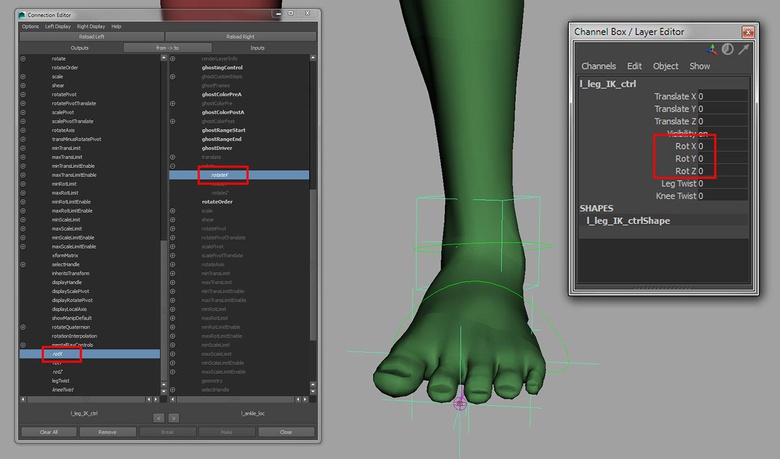 Connection Editor
Options Left Display Right Display Help
Reload Left Reload Right
Outputs from -> to Inputs
rotate
rotateOrder
scale
shear
rotatePivot
rotatePivotTranslate
scalePivot
scalePivotTranslate
rotateAxis
transMinusRotatePivot
minTransLimit
maxTransLimit
minTransLimitEnable
maxTransLimitEnable
minRotLimit
maxRotLimit
minRotLimitEnable
maxRotLimitEnable
minScaleLimit
maxScaleLimit
minScaleLimitEnable
maxScaleLimitEnable
xformMatrix
selectHandle
inheritsTransform
displayHandle
displayScalePivot
displayRotatePivot
displayLocalAxis
showManipDefault
rotateQuaternion
rotationInterpolation
mentalRayControls
rotX
rotZ
legTwist
kneeTwist
renderLayerInfo
ghostingControl
ghostCustomSteps
ghostFrames
ghostColorPreA
ghostColorPre
ghostColorPostA
ghostColorPost
ghostRangeStart
ghostRangeEnd
ghostDriver
translate
rotateX
rotateZ
rotateOrder
scale
shear
rotatePivot
rotatePivotTranslate
scalePivot
scalePivotTranslate
rotateAxis
minTransLimit
maxTransLimit
minTransLimitEnable
maxTransLimitEnable
minRotLimit
maxRotLimit
minRotLimitEnable
maxRotLimitEnable
minScaleLimit
maxScaleLimit
minScaleLimitEnable
maxScaleLimitEnable
geometry
selectHandle
l_leg_IK_ctrl < > l_ankle_loc
Clear All Remove Break Make Close
Channel Box / Layer Editor
Channels Edit Object Show
l_leg_IK_ctrl
Translate X 0
Translate Y 0
Translate Z 0
Visibility on
Rot X 0
Rot Y 0
Rot Z 0
Leg Twist 0
Knee Twist 0
SHAPES
l_leg_IK_ctrlShape